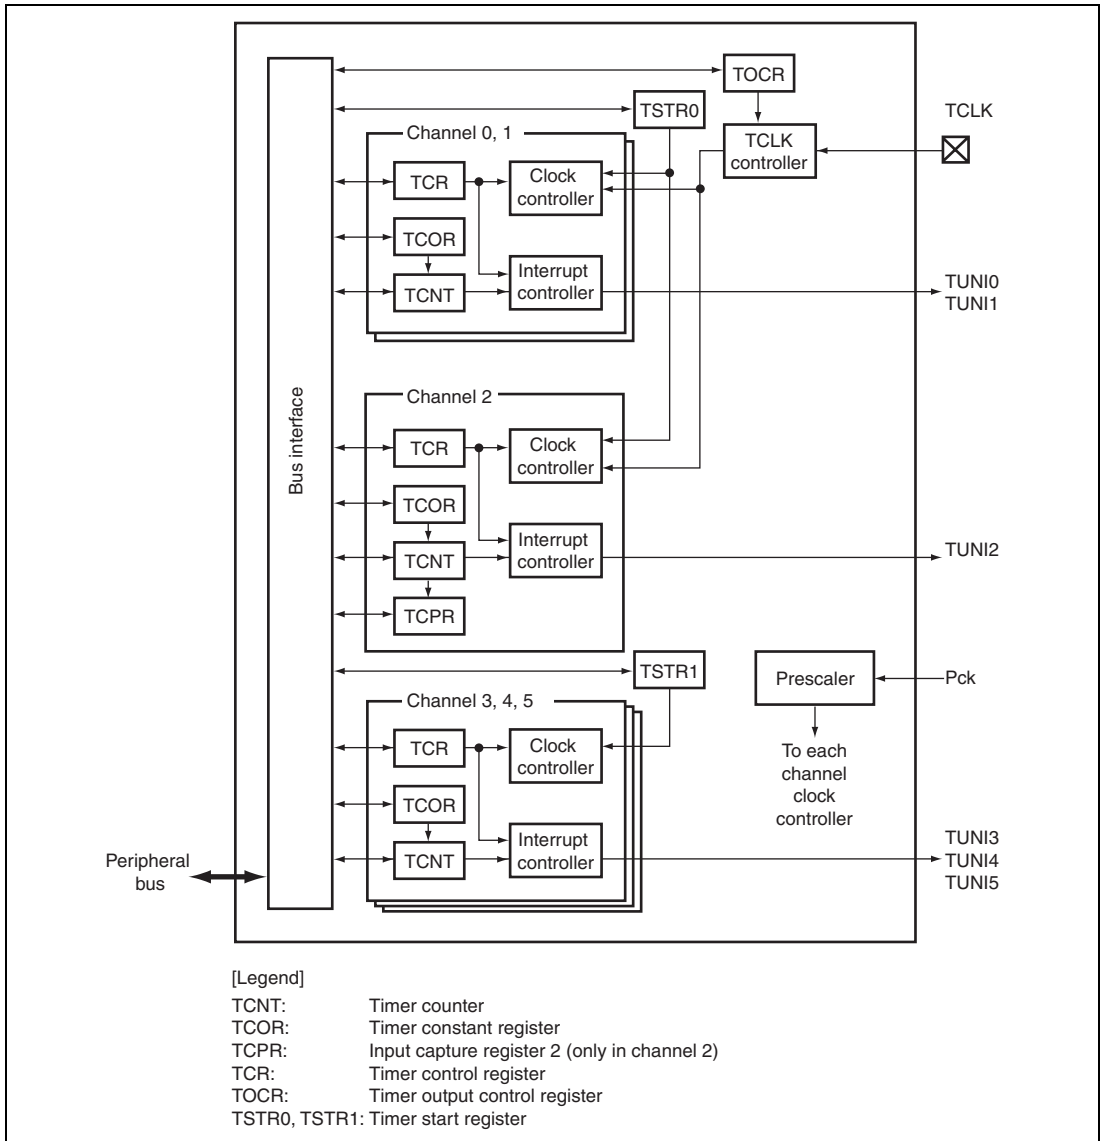 TOCR
TSTR0
TCLK
Channel 0, 1
TCLK
controller
TCR
Clock
controller
TCOR
Interrupt
controller
TCNT
TUNI0
TUNI1
Bus interface
Channel 2
TCR
Clock
controller
TCOR
Interrupt
controller
TCNT
TUNI2
TCPR
TSTR1
Prescaler
Pck
Channel 3, 4, 5
TCR
Clock
controller
To each
channel
clock
controller
TCOR
Interrupt
controller
TCNT
TUNI3
TUNI4
TUNI5
Peripheral
bus
[Legend]
TCNT: Timer counter
TCOR: Timer constant register
TCPR: Input capture register 2 (only in channel 2)
TCR: Timer control register
TOCR: Timer output control register
TSTR0, TSTR1: Timer start register